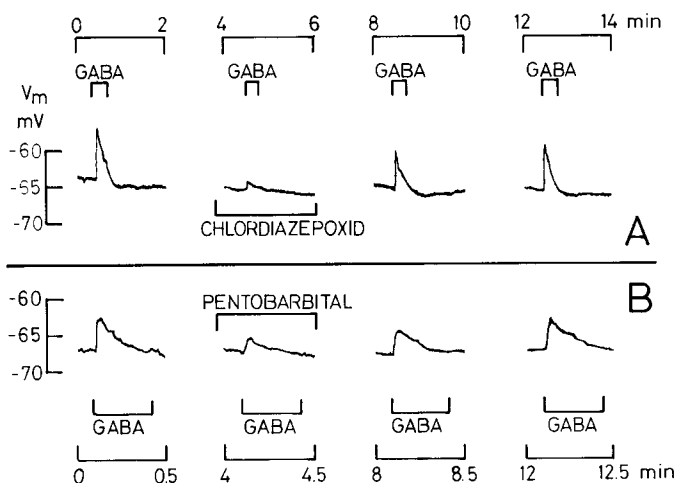 0 2 4 6 8 10 12 14 min
GABA GABA GABA GABA
Vm
mV
-60
-65
-70
CHLORDIAZEPOXID
A
B
PENTOBARBITAL
-60
-65
-70
GABA GABA GABA GABA
0 0.5 4 4.5 8 8.5 12 12.5 min